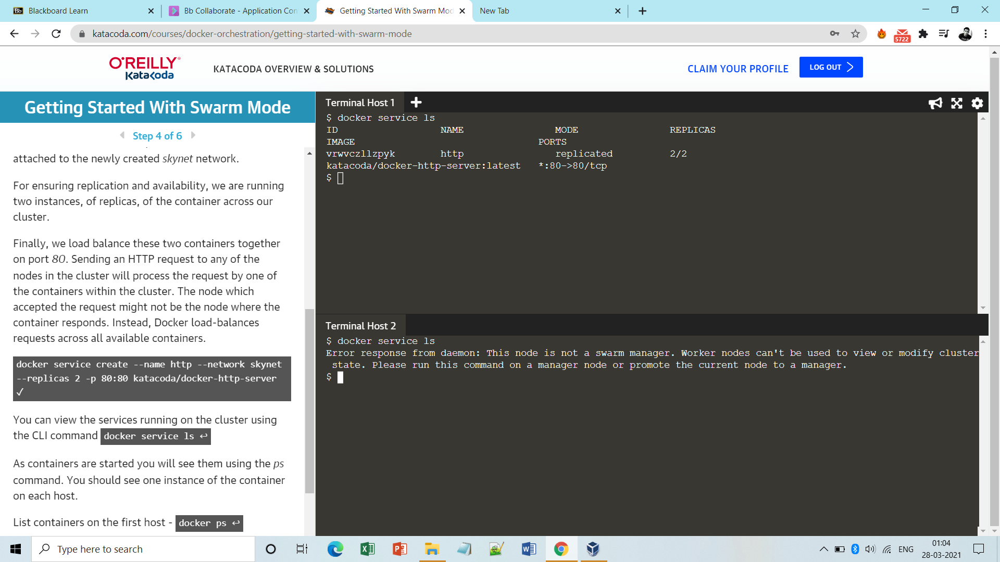 Blackboard Learn
Bb Collaborate - Application Con
Getting Started With Swarm Mod
New Tab
katacoda.com/courses/docker-orchestration/getting-started-with-swarm-mode
5722
O'REILLY®
Katacoda
KATACODA OVERVIEW & SOLUTIONS
CLAIM YOUR PROFILE
LOG OUT
Getting Started With Swarm Mode
Step 4 of 6
attached to the newly created skynet network.
For ensuring replication and availability, we are running
two instances, of replicas, of the container across our
cluster.
Finally, we load balance these two containers together
on port 80. Sending an HTTP request to any of the
nodes in the cluster will process the request by one of
the containers within the cluster. The node which
accepted the request might not be the node where the
container responds. Instead, Docker load-balances
requests across all available containers.
docker service create --name http --network skynet
--replicas 2 -p 80:80 katacoda/docker-http-server
✓
You can view the services running on the cluster using
the CLI command docker service ls ↩
As containers are started you will see them using the ps
command. You should see one instance of the container
on each host.
List containers on the first host - docker ps ↩
Terminal Host 1
$ docker service ls
ID NAME MODE REPLICAS
IMAGE PORTS
vrwvczllzpyk http replicated 2/2
katacoda/docker-http-server:latest *:80->80/tcp
$
Terminal Host 2
$ docker service ls
Error response from daemon: This node is not a swarm manager. Worker nodes can't be used to view or modify cluster
state. Please run this command on a manager node or promote the current node to a manager.
$
Type here to search
ENG
01:04
28-03-2021